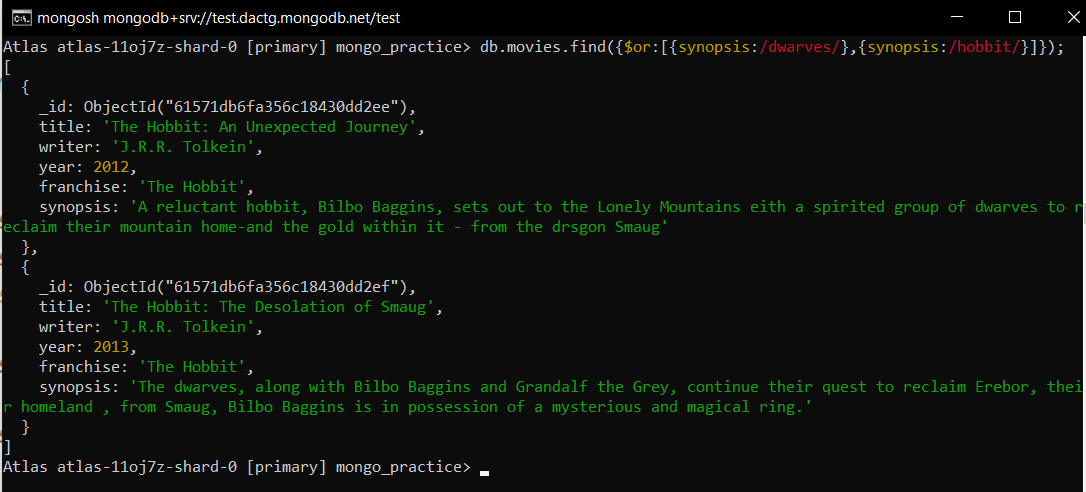 mongosh mongodb+srv://test.dactg.mongodb.net/test
Atlas atlas-11oj7z-shard-0 [primary] mongo_practice> db.movies.find({$or:[{synopsis:/dwarves/},{synopsis:/hobbit/}]});
[
  {
    _id: ObjectId("61571db6fa356c18430dd2ee"),
    title: 'The Hobbit: An Unexpected Journey',
    writer: 'J.R.R. Tolkein',
    year: 2012,
    franchise: 'The Hobbit',
    synopsis: 'A reluctant hobbit, Bilbo Baggins, sets out to the Lonely Mountains eith a spirited group of dwarves to r
eclaim their mountain home-and the gold within it - from the drsgon Smaug'
  },
  {
    _id: ObjectId("61571db6fa356c18430dd2ef"),
    title: 'The Hobbit: The Desolation of Smaug',
    writer: 'J.R.R. Tolkein',
    year: 2013,
    franchise: 'The Hobbit',
    synopsis: 'The dwarves, along with Bilbo Baggins and Grandalf the Grey, continue their quest to reclaim Erebor, thei
r homeland , from Smaug, Bilbo Baggins is in possession of a mysterious and magical ring.'
  }
]
Atlas atlas-11oj7z-shard-0 [primary] mongo_practice>